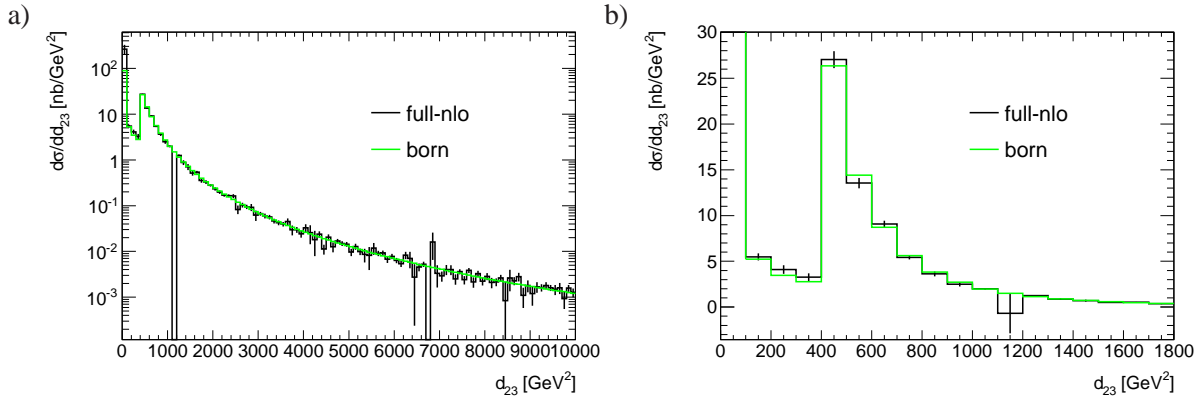 a)
dσ/dd₂₃ [nb/GeV²]
10²
10
1
10⁻¹
10⁻²
10⁻³
full-nlo
born
0 1000 2000 3000 4000 5000 6000 7000 8000 9000 10000
d₂₃ [GeV²]
b)
dσ/dd₂₃ [nb/GeV²]
30
25
20
15
10
5
0
full-nlo
born
0 200 400 600 800 1000 1200 1400 1600 1800
d₂₃ [GeV²]